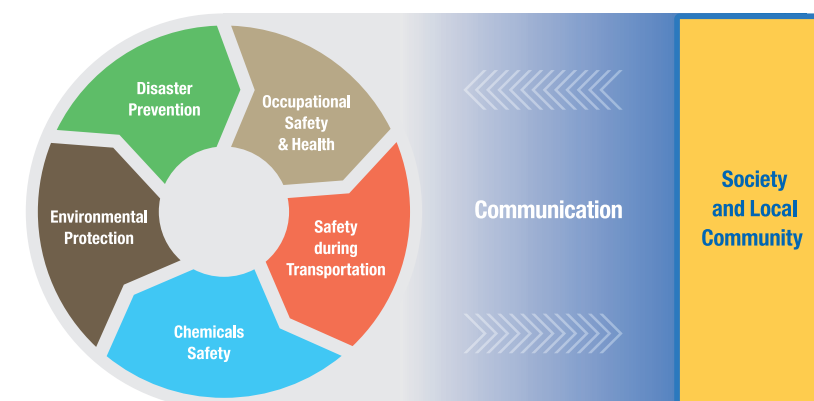 Disaster
Prevention
Occupational
Safety
& Health
Environmental
Protection
Safety
during
Transportation
Chemicals
Safety
Communication
Society
and Local
Community